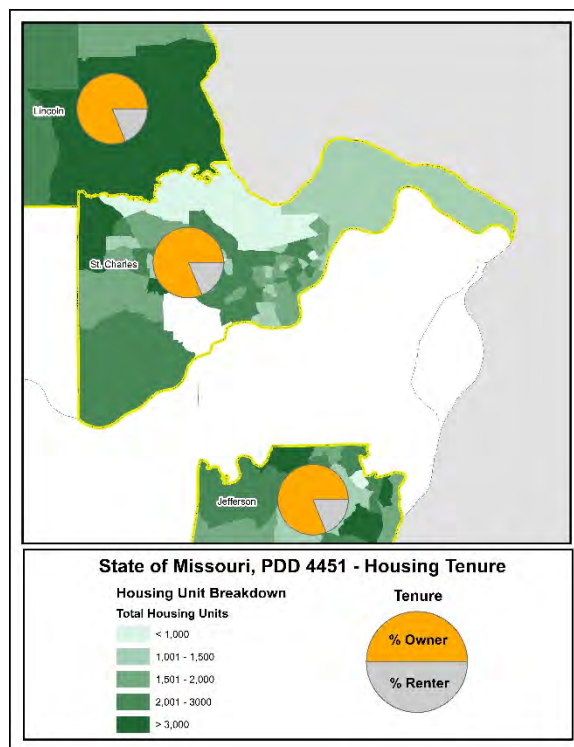 Lincoln
St. Charles
Jefferson
State of Missouri, PDD 4451 - Housing Tenure
Housing Unit Breakdown
Total Housing Units
< 1,000
1,001 - 1,500
1,501 - 2,000
2,001 - 3000
> 3,000
Tenure
% Owner
% Renter